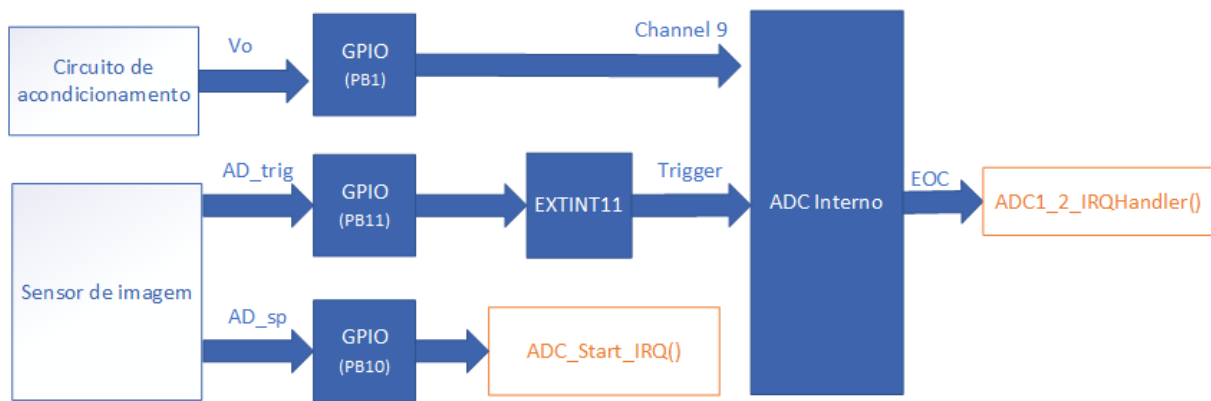 Circuito de
acondicionamento
Vo
GPIO
(PB1)
Channel 9
Sensor de imagem
AD_trig
GPIO
(PB11)
EXTINT11
Trigger
ADC Interno
EOC
ADC1_2_IRQHandler()
AD_sp
GPIO
(PB10)
ADC_Start_IRQ()